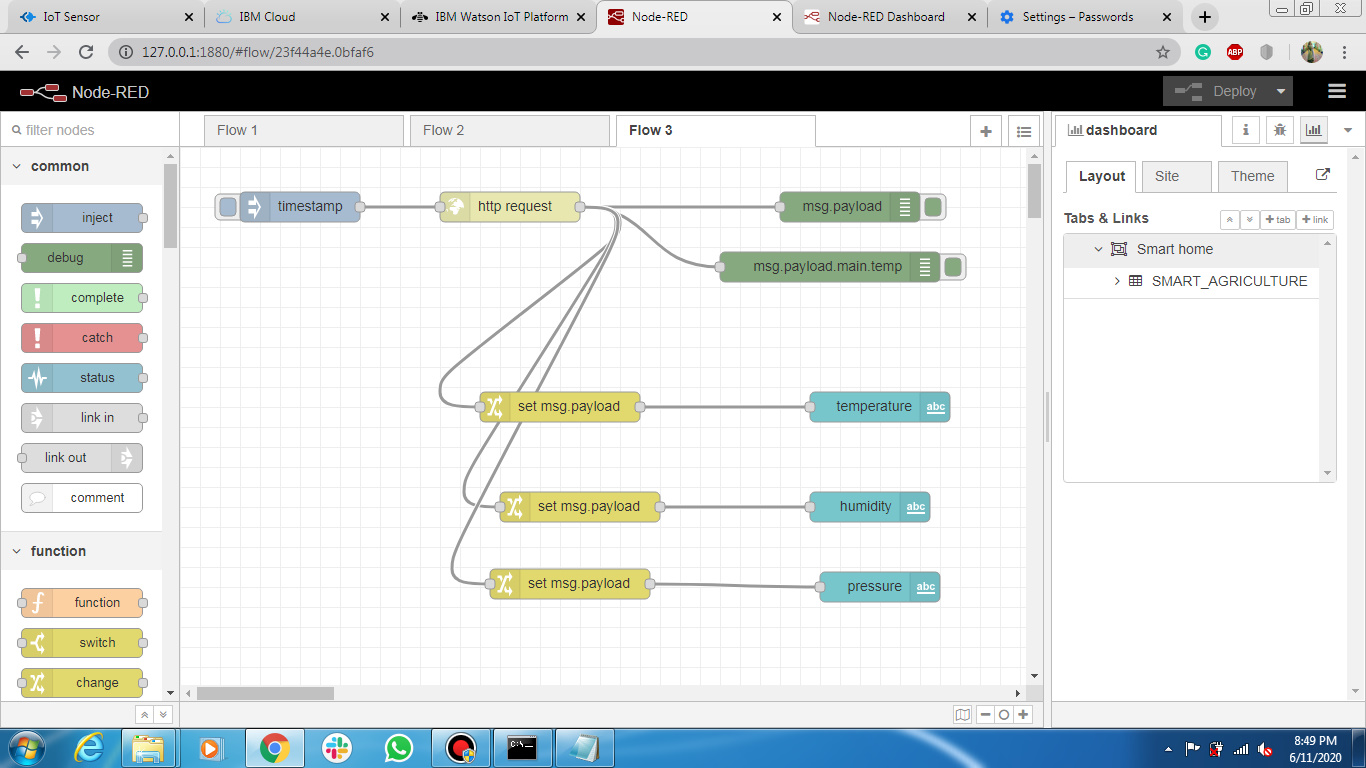 IoT Sensor
IBM Cloud
IBM Watson IoT Platform
Node-RED
Node-RED Dashboard
Settings – Passwords
127.0.0.1:1880/#flow/23f44a4e.0bfaf6
ABP
Node-RED
Deploy
filter nodes
Flow 1
Flow 2
Flow 3
dashboard
common
inject
debug
complete
catch
status
link in
link out
comment
function
function
switch
change
timestamp
http request
msg.payload
msg.payload.main.temp
set msg.payload
temperature
abc
set msg.payload
humidity
abc
set msg.payload
pressure
abc
Layout
Site
Theme
Tabs & Links
tab
link
Smart home
SMART_AGRICULTURE
C:\_
8:49 PM
6/11/2020